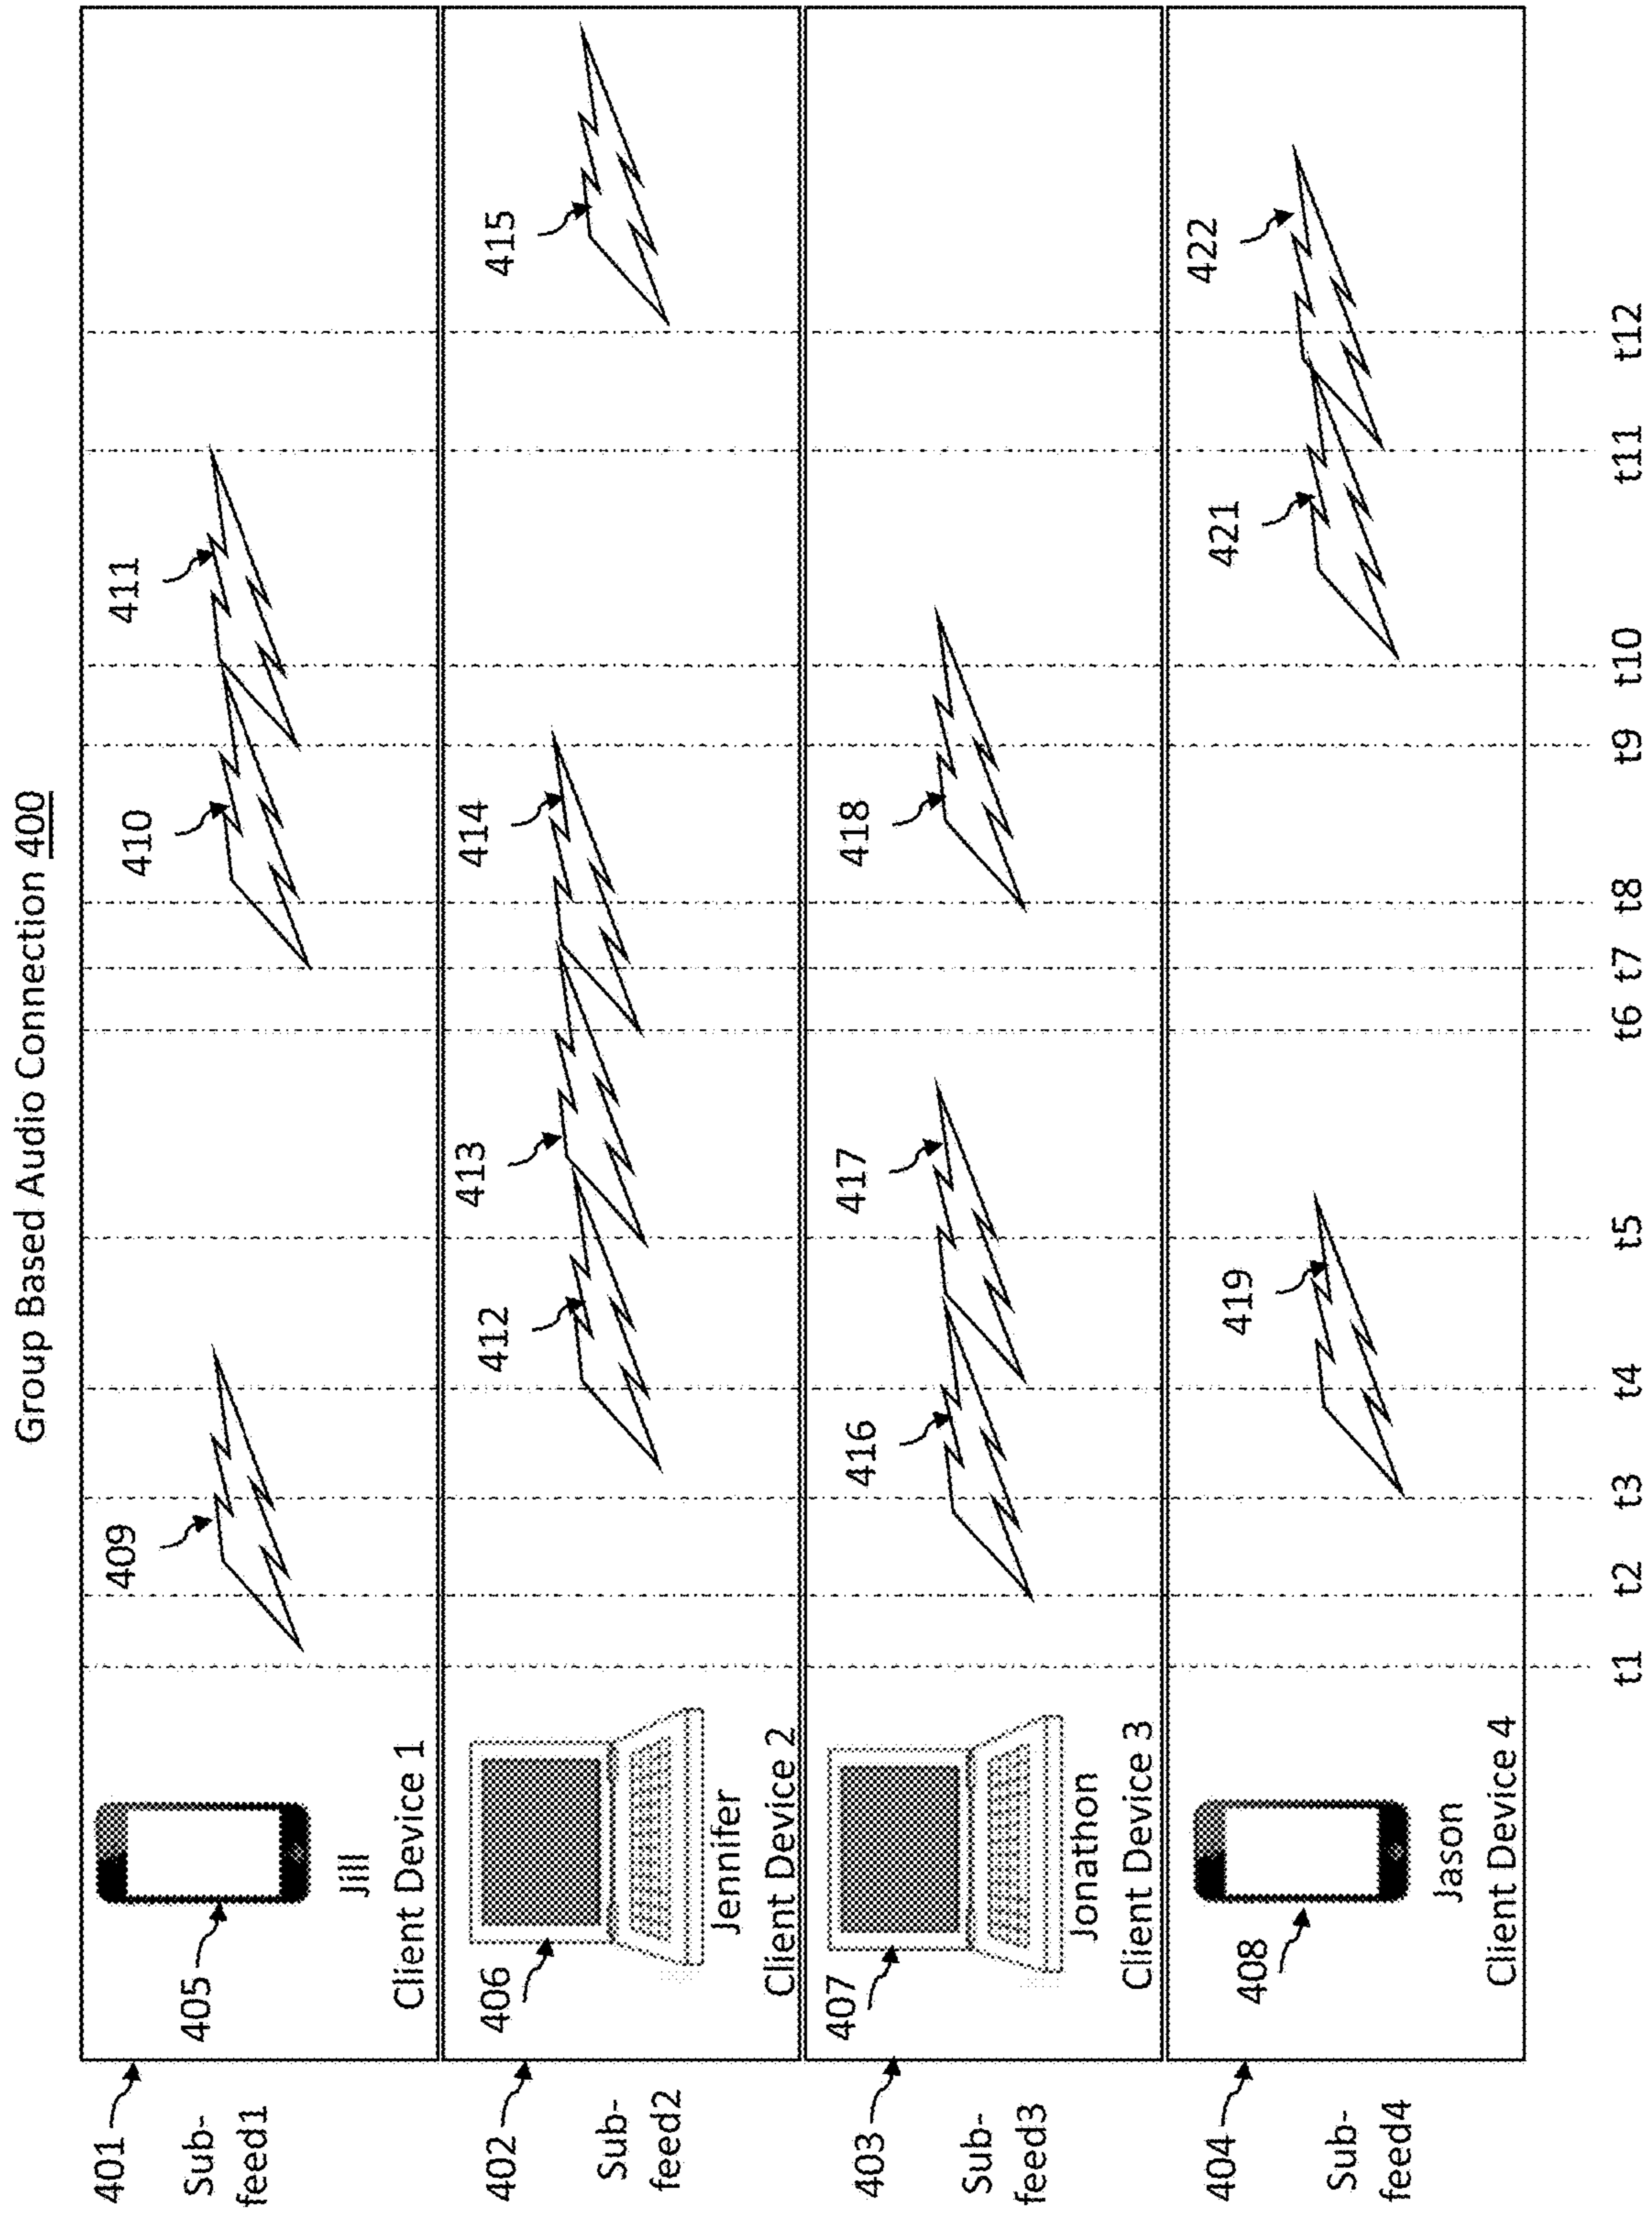 Group Based Audio Connection 400
401
Sub-
feed1
405
Jill
Client Device 1
409
410
411
402
Sub-
feed2
406
Jennifer
Client Device 2
412
413
414
415
403
Sub-
feed3
407
Jonathon
Client Device 3
416
417
418
404
Sub-
feed4
408
Jason
Client Device 4
419
421
422
t1 t2 t3 t4 t5 t6 t7 t8 t9 t10 t11 t12